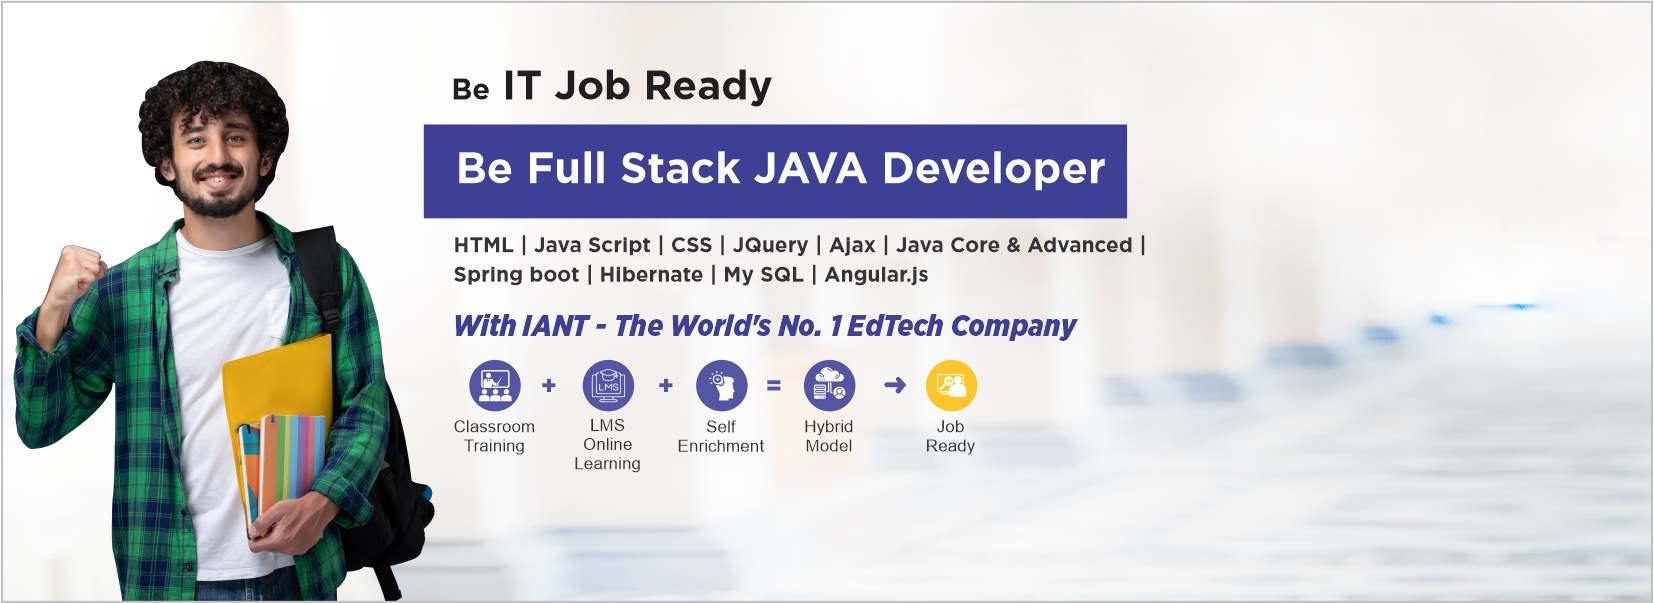 Be IT Job Ready
Be Full Stack JAVA Developer
HTML | Java Script | CSS | JQuery | Ajax | Java Core & Advanced |
Spring boot | Hibernate | My SQL | Angular.js
With IANT - The World's No. 1 EdTech Company
LMS
+ + = ➔
Classroom
Training
LMS
Online
Learning
Self
Enrichment
Hybrid
Model
Job
Ready